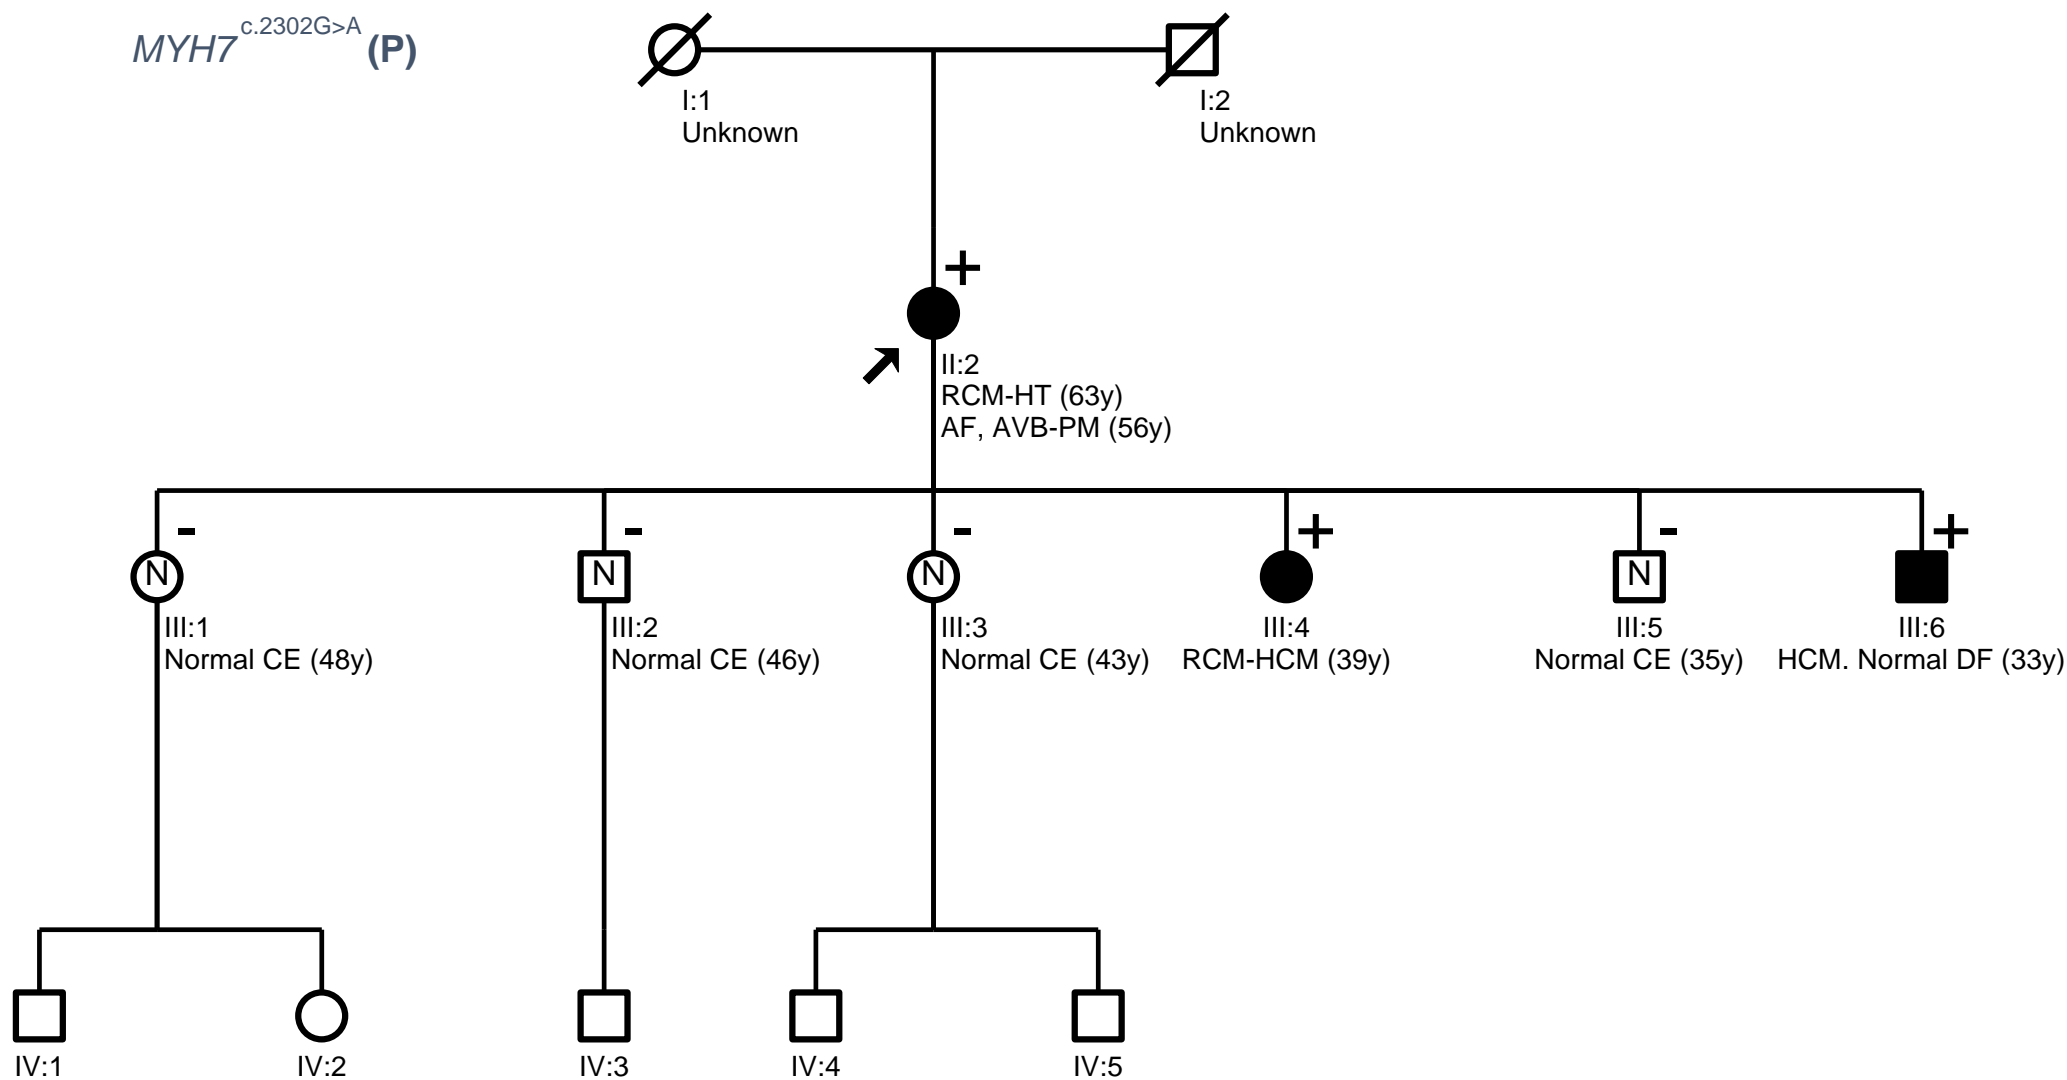 MYH7 c.2302G>A (P)
I:1
Unknown
I:2
Unknown
+
II:2
RCM-HT (63y)
AF, AVB-PM (56y)
-
N
III:1
Normal CE (48y)
-
N
III:2
Normal CE (46y)
-
N
III:3
Normal CE (43y)
+
III:4
RCM-HCM (39y)
-
N
III:5
Normal CE (35y)
+
III:6
HCM. Normal DF (33y)
IV:1
IV:2
IV:3
IV:4
IV:5